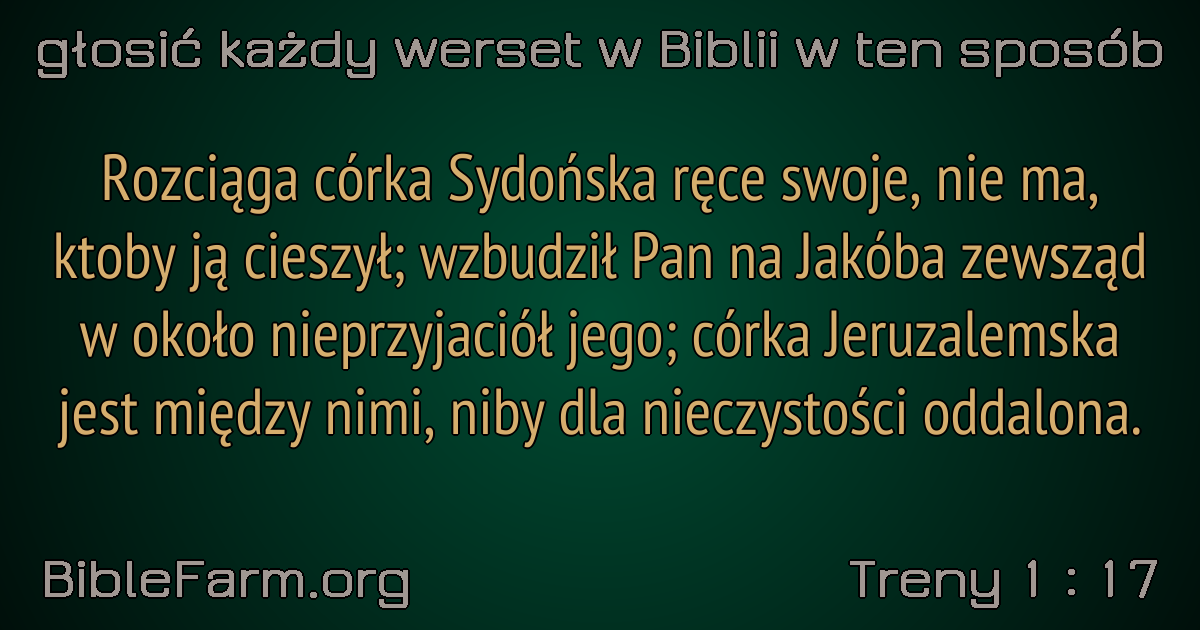 głosić każdy werset w Biblii w ten sposób
Rozciąga córka Sydońska ręce swoje, nie ma,
ktoby ją cieszył; wzbudził Pan na Jakóba zewsząd
w około nieprzyjaciół jego; córka Jeruzalemska
jest między nimi, niby dla nieczystości oddalona.
BibleFarm.org
Treny 1 : 17